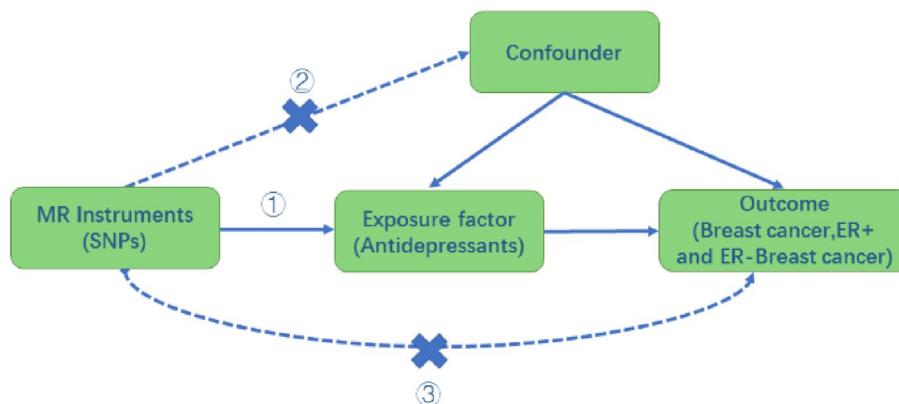 Confounder
②
①
MR Instruments
(SNPs)
Exposure factor
(Antidepressants)
Outcome
(Breast cancer,ER+
and ER-Breast cancer)
③